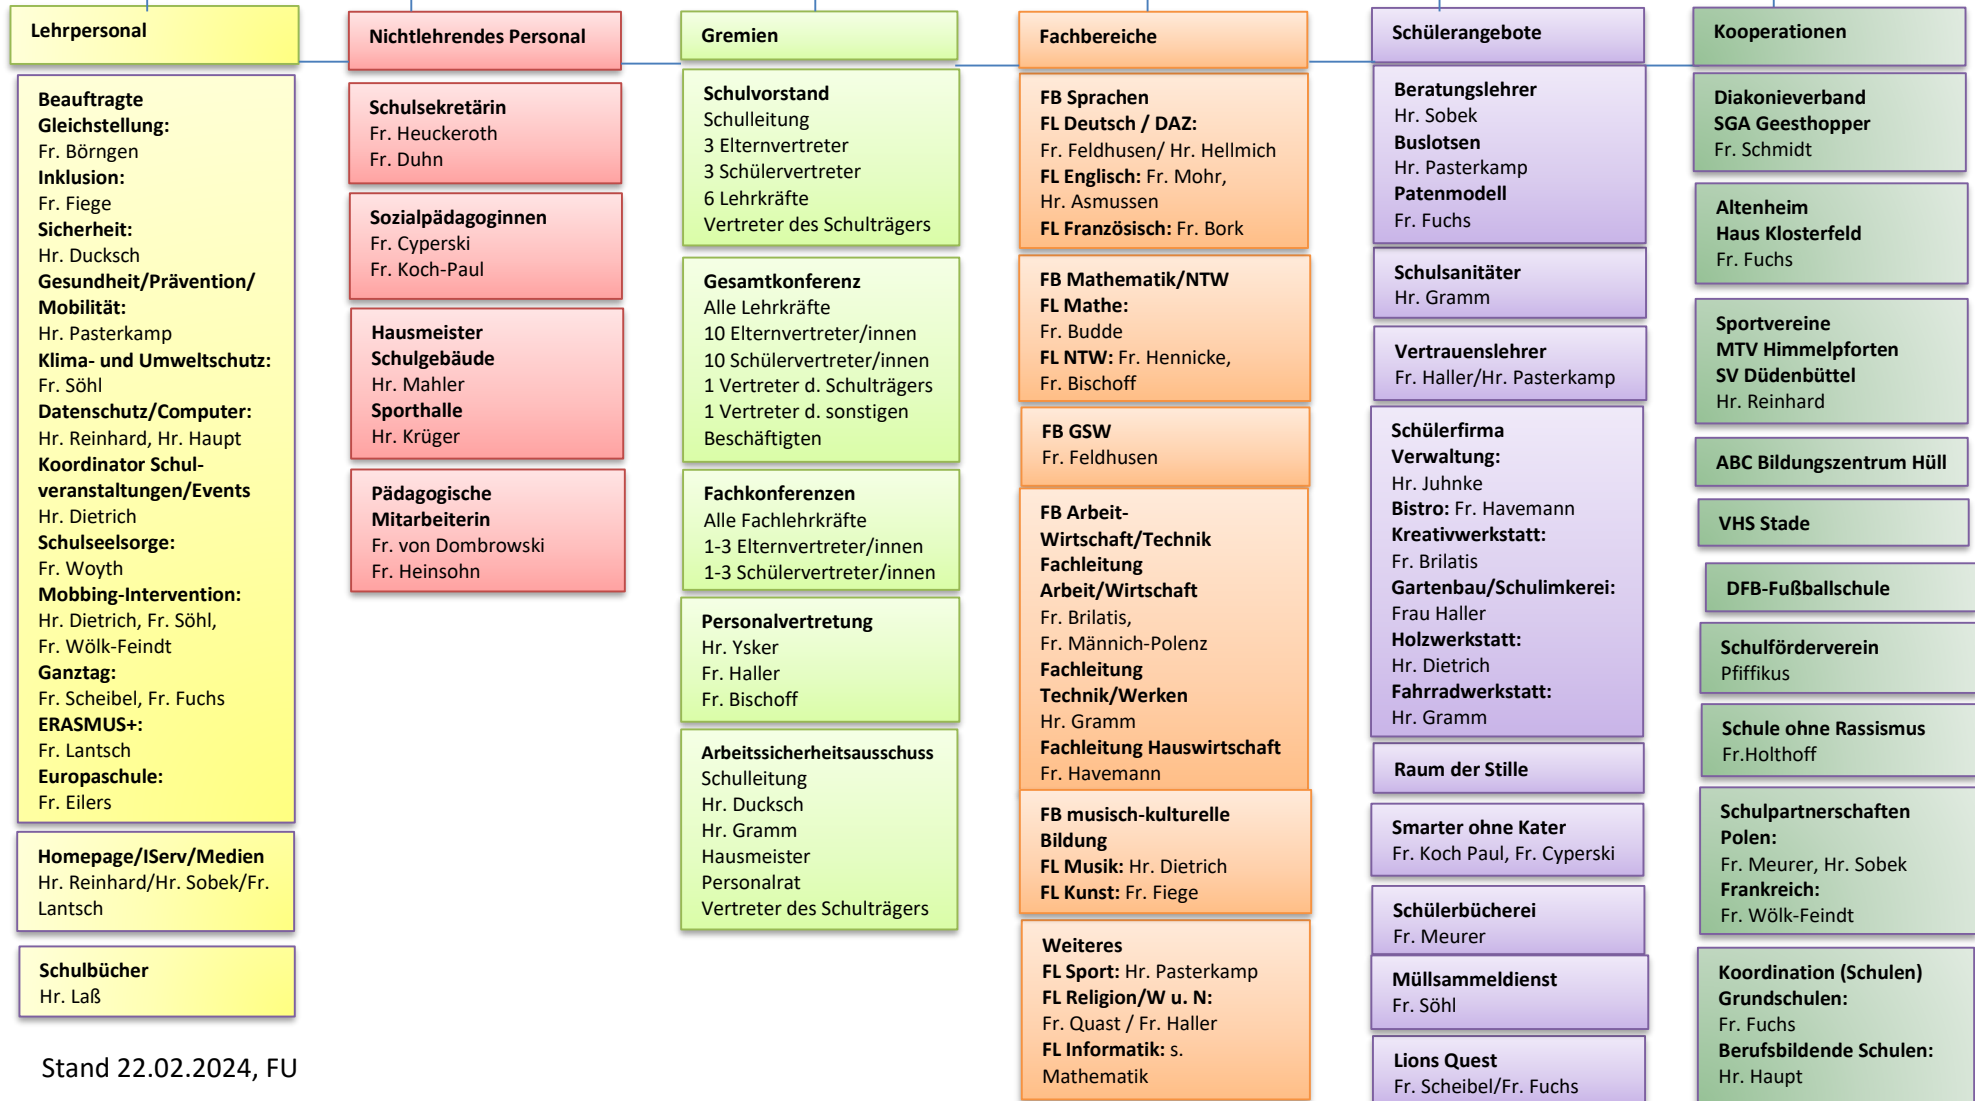 Lehrpersonal
Beauftragte
Gleichstellung:
Fr. Börngen
Inklusion:
Fr. Fiege
Sicherheit:
Hr. Ducksch
Gesundheit/Prävention/
Mobilität:
Hr. Pasterkamp
Klima- und Umweltschutz:
Fr. Söhl
Datenschutz/Computer:
Hr. Reinhard, Hr. Haupt
Koordinator Schul-
veranstaltungen/Events
Hr. Dietrich
Schulseelsorge:
Fr. Woyth
Mobbing-Intervention:
Hr. Dietrich, Fr. Söhl,
Fr. Wölk-Feindt
Ganztag:
Fr. Scheibel, Fr. Fuchs
ERASMUS+:
Fr. Lantsch
Europaschule:
Fr. Eilers
Homepage/IServ/Medien
Hr. Reinhard/Hr. Sobek/Fr.
Lantsch
Schulbücher
Hr. Laß
Stand 22.02.2024, FU
Nichtlehrendes Personal
Schulsekretärin
Fr. Heuckeroth
Fr. Duhn
Sozialpädagoginnen
Fr. Cyperski
Fr. Koch-Paul
Hausmeister
Schulgebäude
Hr. Mahler
Sporthalle
Hr. Krüger
Pädagogische
Mitarbeiterin
Fr. von Dombrowski
Fr. Heinsohn
Gremien
Schulvorstand
Schulleitung
3 Elternvertreter
3 Schülervertreter
6 Lehrkräfte
Vertreter des Schulträgers
Gesamtkonferenz
Alle Lehrkräfte
10 Elternvertreter/innen
10 Schülervertreter/innen
1 Vertreter d. Schulträgers
1 Vertreter d. sonstigen
Beschäftigten
Fachkonferenzen
Alle Fachlehrkräfte
1-3 Elternvertreter/innen
1-3 Schülervertreter/innen
Personalvertretung
Hr. Ysker
Fr. Haller
Fr. Bischoff
Arbeitssicherheitsausschuss
Schulleitung
Hr. Ducksch
Hr. Gramm
Hausmeister
Personalrat
Vertreter des Schulträgers
Fachbereiche
FB Sprachen
FL Deutsch / DAZ:
Fr. Feldhusen/ Hr. Hellmich
FL Englisch: Fr. Mohr,
Hr. Asmussen
FL Französisch: Fr. Bork
FB Mathematik/NTW
FL Mathe:
Fr. Budde
FL NTW: Fr. Hennicke,
Fr. Bischoff
FB GSW
Fr. Feldhusen
FB Arbeit-
Wirtschaft/Technik
Fachleitung
Arbeit/Wirtschaft
Fr. Brilatis,
Fr. Männich-Polenz
Fachleitung
Technik/Werken
Hr. Gramm
Fachleitung Hauswirtschaft
Fr. Havemann
FB musisch-kulturelle
Bildung
FL Musik: Hr. Dietrich
FL Kunst: Fr. Fiege
Weiteres
FL Sport: Hr. Pasterkamp
FL Religion/W u. N:
Fr. Quast / Fr. Haller
FL Informatik: s.
Mathematik
Schülerangebote
Beratungslehrer
Hr. Sobek
Buslotsen
Hr. Pasterkamp
Patenmodell
Fr. Fuchs
Schulsanitäter
Hr. Gramm
Vertrauenslehrer
Fr. Haller/Hr. Pasterkamp
Schülerfirma
Verwaltung:
Hr. Juhnke
Bistro: Fr. Havemann
Kreativwerkstatt:
Fr. Brilatis
Gartenbau/Schulimkerei:
Frau Haller
Holzwerkstatt:
Hr. Dietrich
Fahrradwerkstatt:
Hr. Gramm
Raum der Stille
Smarter ohne Kater
Fr. Koch Paul, Fr. Cyperski
Schülerbücherei
Fr. Meurer
Müllsammeldienst
Fr. Söhl
Lions Quest
Fr. Scheibel/Fr. Fuchs
Kooperationen
Diakonieverband
SGA Geesthopper
Fr. Schmidt
Altenheim
Haus Klosterfeld
Fr. Fuchs
Sportvereine
MTV Himmelpforten
SV Düdenbüttel
Hr. Reinhard
ABC Bildungszentrum Hüll
VHS Stade
DFB-Fußballschule
Schulförderverein
Pfiffikus
Schule ohne Rassismus
Fr.Holthoff
Schulpartnerschaften
Polen:
Fr. Meurer, Hr. Sobek
Frankreich:
Fr. Wölk-Feindt
Koordination (Schulen)
Grundschulen:
Fr. Fuchs
Berufsbildende Schulen:
Hr. Haupt